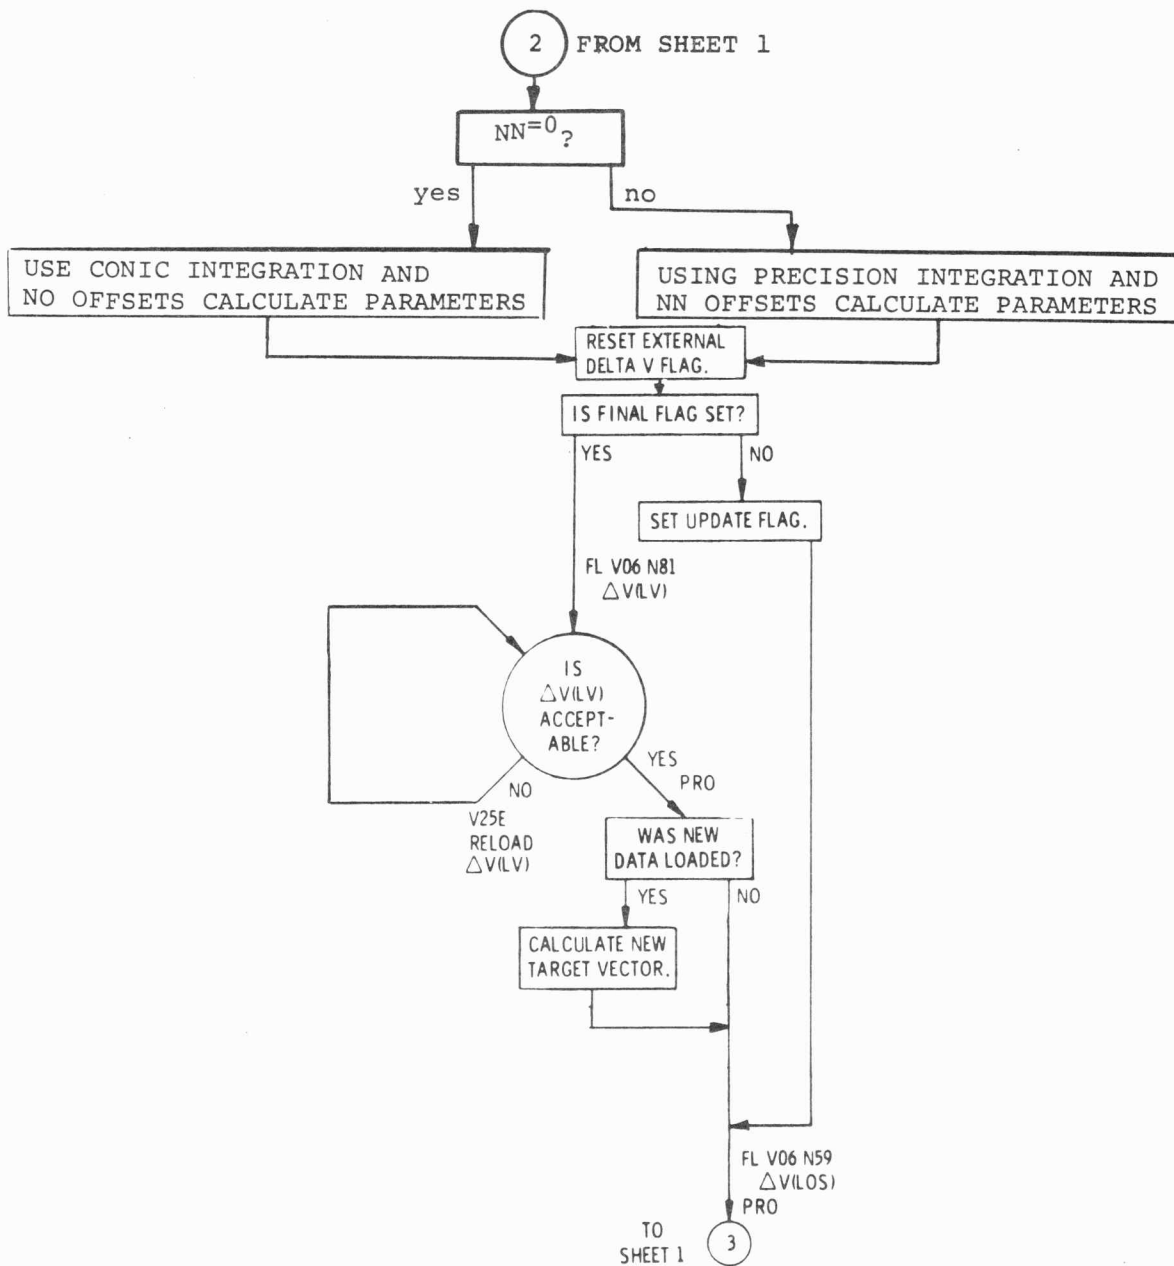 2 FROM SHEET 1
NN=0?
yes
no
USE CONIC INTEGRATION AND
NO OFFSETS CALCULATE PARAMETERS
USING PRECISION INTEGRATION AND
NN OFFSETS CALCULATE PARAMETERS
RESET EXTERNAL
DELTA V FLAG.
IS FINAL FLAG SET?
YES
NO
SET UPDATE FLAG.
FL V06 N81
△V(LV)
IS
△V(LV)
ACCEPT-
ABLE?
YES
PRO
NO
V25E
RELOAD
△V(LV)
WAS NEW
DATA LOADED?
YES
NO
CALCULATE NEW
TARGET VECTOR.
FL V06 N59
△V(LOS)
PRO
TO
SHEET 1
3